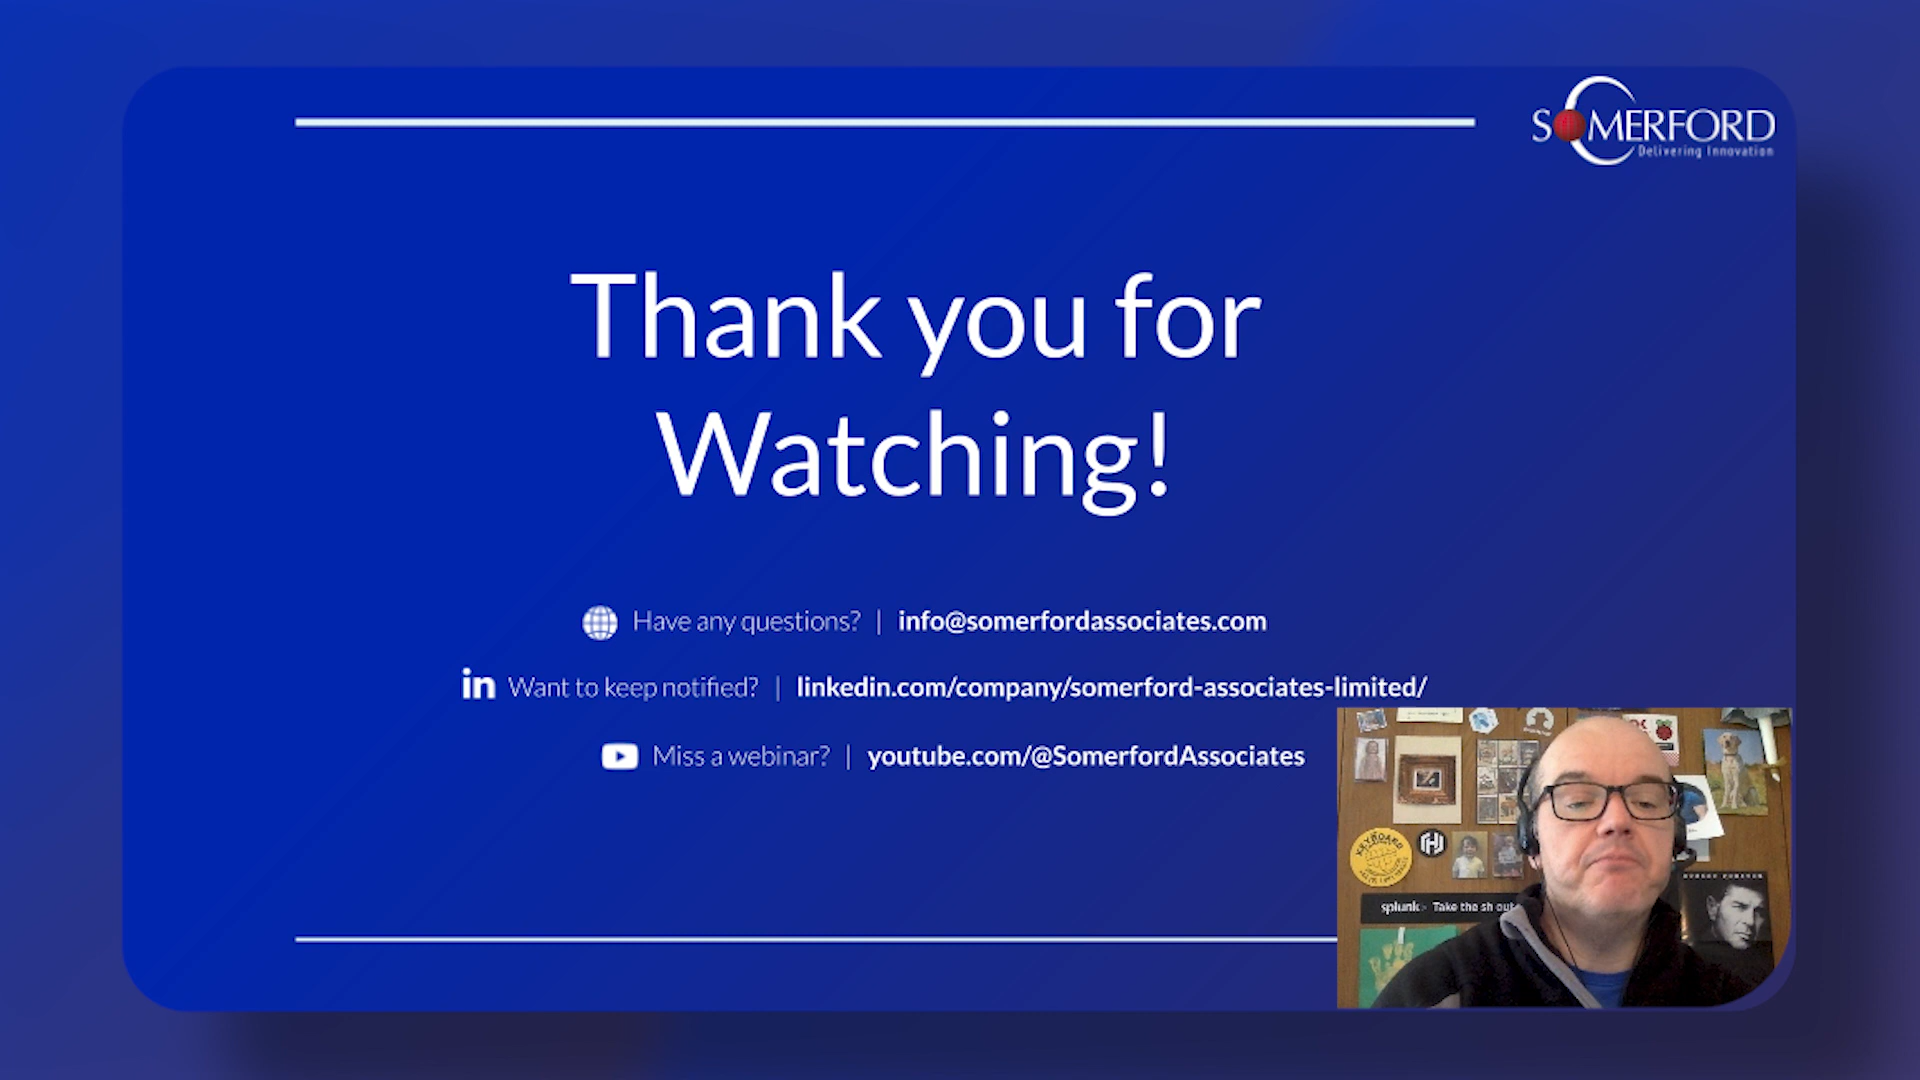 SOMERFORD
Delivering Innovation
Thank you for
Watching!
Have any questions? | info@somerfordassociates.com
in Want to keep notified? | linkedin.com/company/somerford-associates-limited/
Miss a webinar? | youtube.com/@SomerfordAssociates
KEYBOARD
splunk> Take the sh out